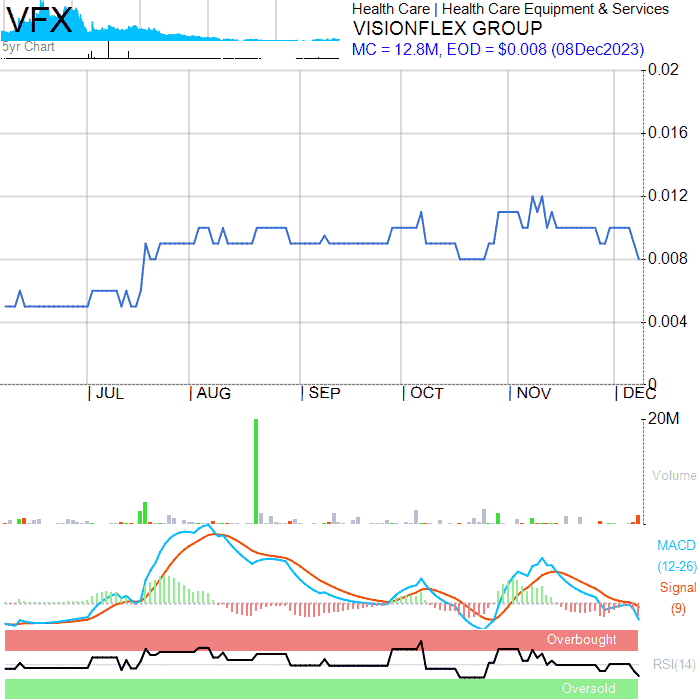 VFX
5yr Chart
Health Care | Health Care Equipment & Services
VISIONFLEX GROUP
MC = 12.8M, EOD = $0.008 (08Dec2023)
0.02
0.016
0.012
0.008
0.004
0
JUL AUG SEP OCT NOV DEC
20M
Volume
MACD
(12-26)
Signal
(9)
Overbought
RSI(14)
Oversold